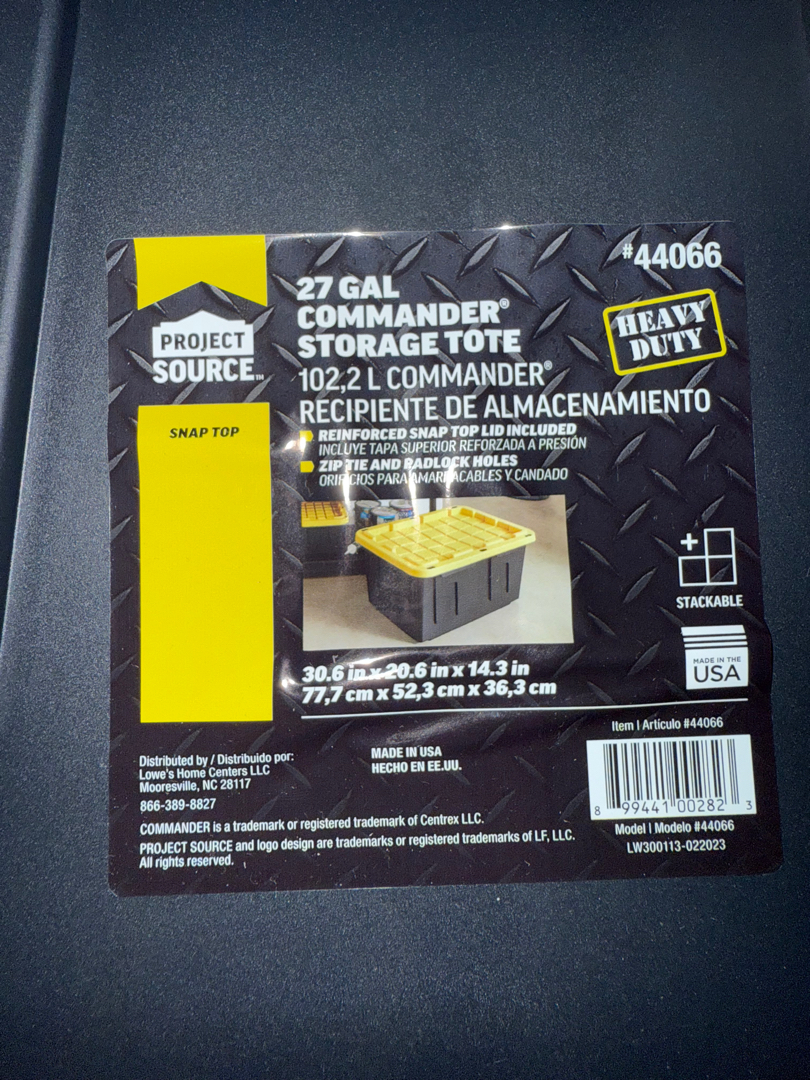 #44066
27 GAL
COMMANDER®
STORAGE TOTE
HEAVY
DUTY
PROJECT
SOURCE™
102,2 L COMMANDER®
RECIPIENTE DE ALMACENAMIENTO
SNAP TOP
REINFORCED SNAP TOP LID INCLUDED
INCLUYE TAPA SUPERIOR REFORZADA A PRESIÓN
ZIP TIE AND PADLOCK HOLES
ORIFICIOS PARA AMARRACABLES Y CANDADO
+
STACKABLE
MADE IN THE
USA
30.6 in x 20.6 in x 14.3 in
77,7 cm x 52,3 cm x 36,3 cm
Item | Artículo #44066
Distributed by / Distribuido por:
Lowe's Home Centers LLC
Mooresville, NC 28117
866-389-8827
MADE IN USA
HECHO EN EE.UU.
8 99441 00282 3
Model | Modelo #44066
LW300113-022023
COMMANDER is a trademark or registered trademark of Centrex LLC.
PROJECT SOURCE and logo design are trademarks or registered trademarks of LF, LLC.
All rights reserved.